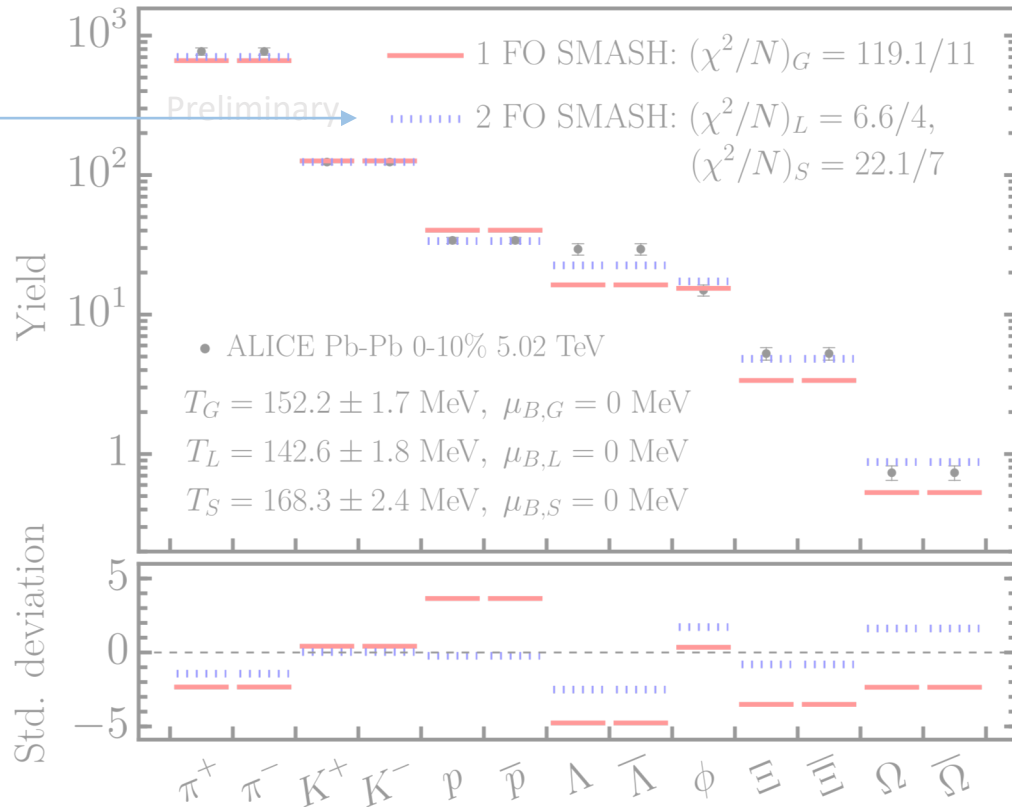 10³
1 FO SMASH: (χ²/N)_G = 119.1/11
Preliminary
2 FO SMASH: (χ²/N)_L = 6.6/4,
(χ²/N)_S = 22.1/7
10²
Yield
10¹
ALICE Pb-Pb 0-10% 5.02 TeV
T_G = 152.2 ± 1.7 MeV, μ_{B,G} = 0 MeV
1
T_L = 142.6 ± 1.8 MeV, μ_{B,L} = 0 MeV
T_S = 168.3 ± 2.4 MeV, μ_{B,S} = 0 MeV
Std. deviation
5
0
−5
π⁺ π⁻ K⁺ K⁻ p p̅ Λ Λ̅ ϕ Ξ Ξ̅ Ω Ω̅